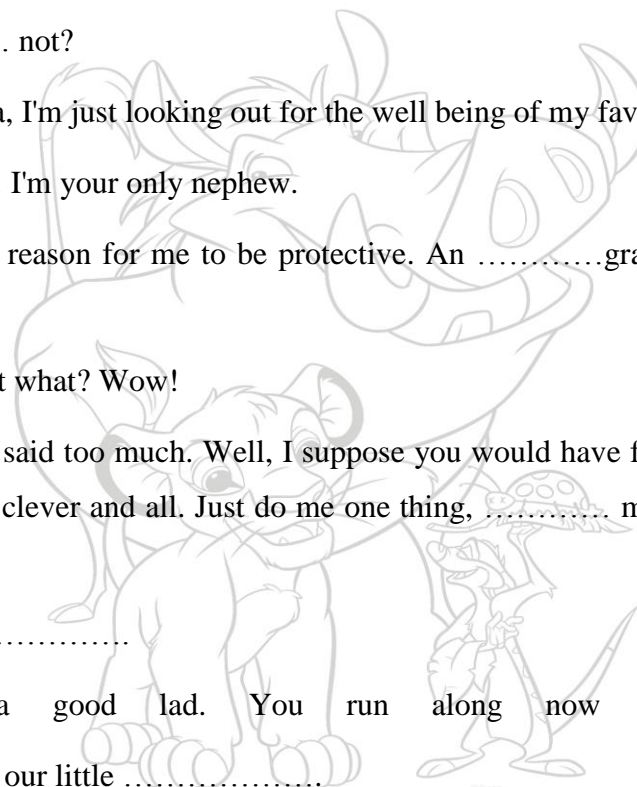 .. not?
a, I'm just looking out for the well being of my fav
. I'm your only nephew.
reason for me to be protective. An …………gra
t what? Wow!
said too much. Well, I suppose you would have f
clever and all. Just do me one thing, ………… m
………….
a good lad. You run along now
our little ……………….